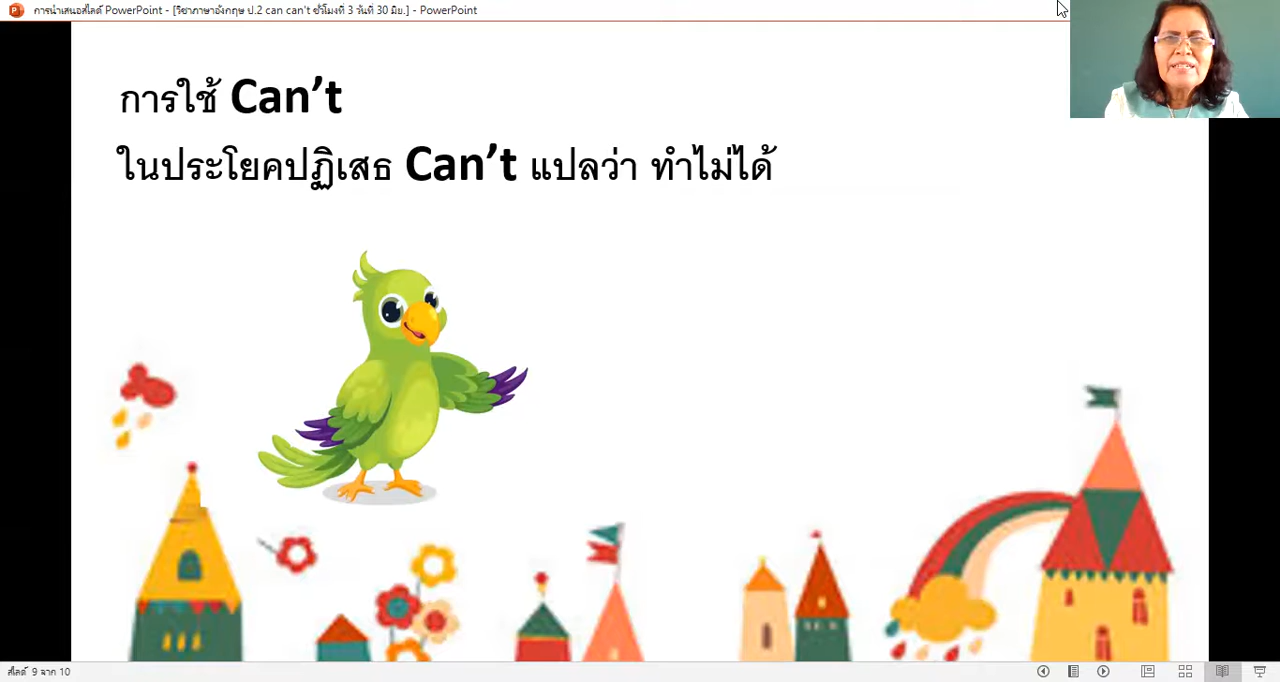 การนำเสนอสไลด์ PowerPoint - [วิชาภาษาอังกฤษ ป.2 can can't ชั่วโมงที่ 3 วันที่ 30 มิย.] - PowerPoint
การใช้ Can’t
ในประโยคปฏิเสธ Can’t แปลว่า ทำไม่ได้
สไลด์ 9 จาก 10